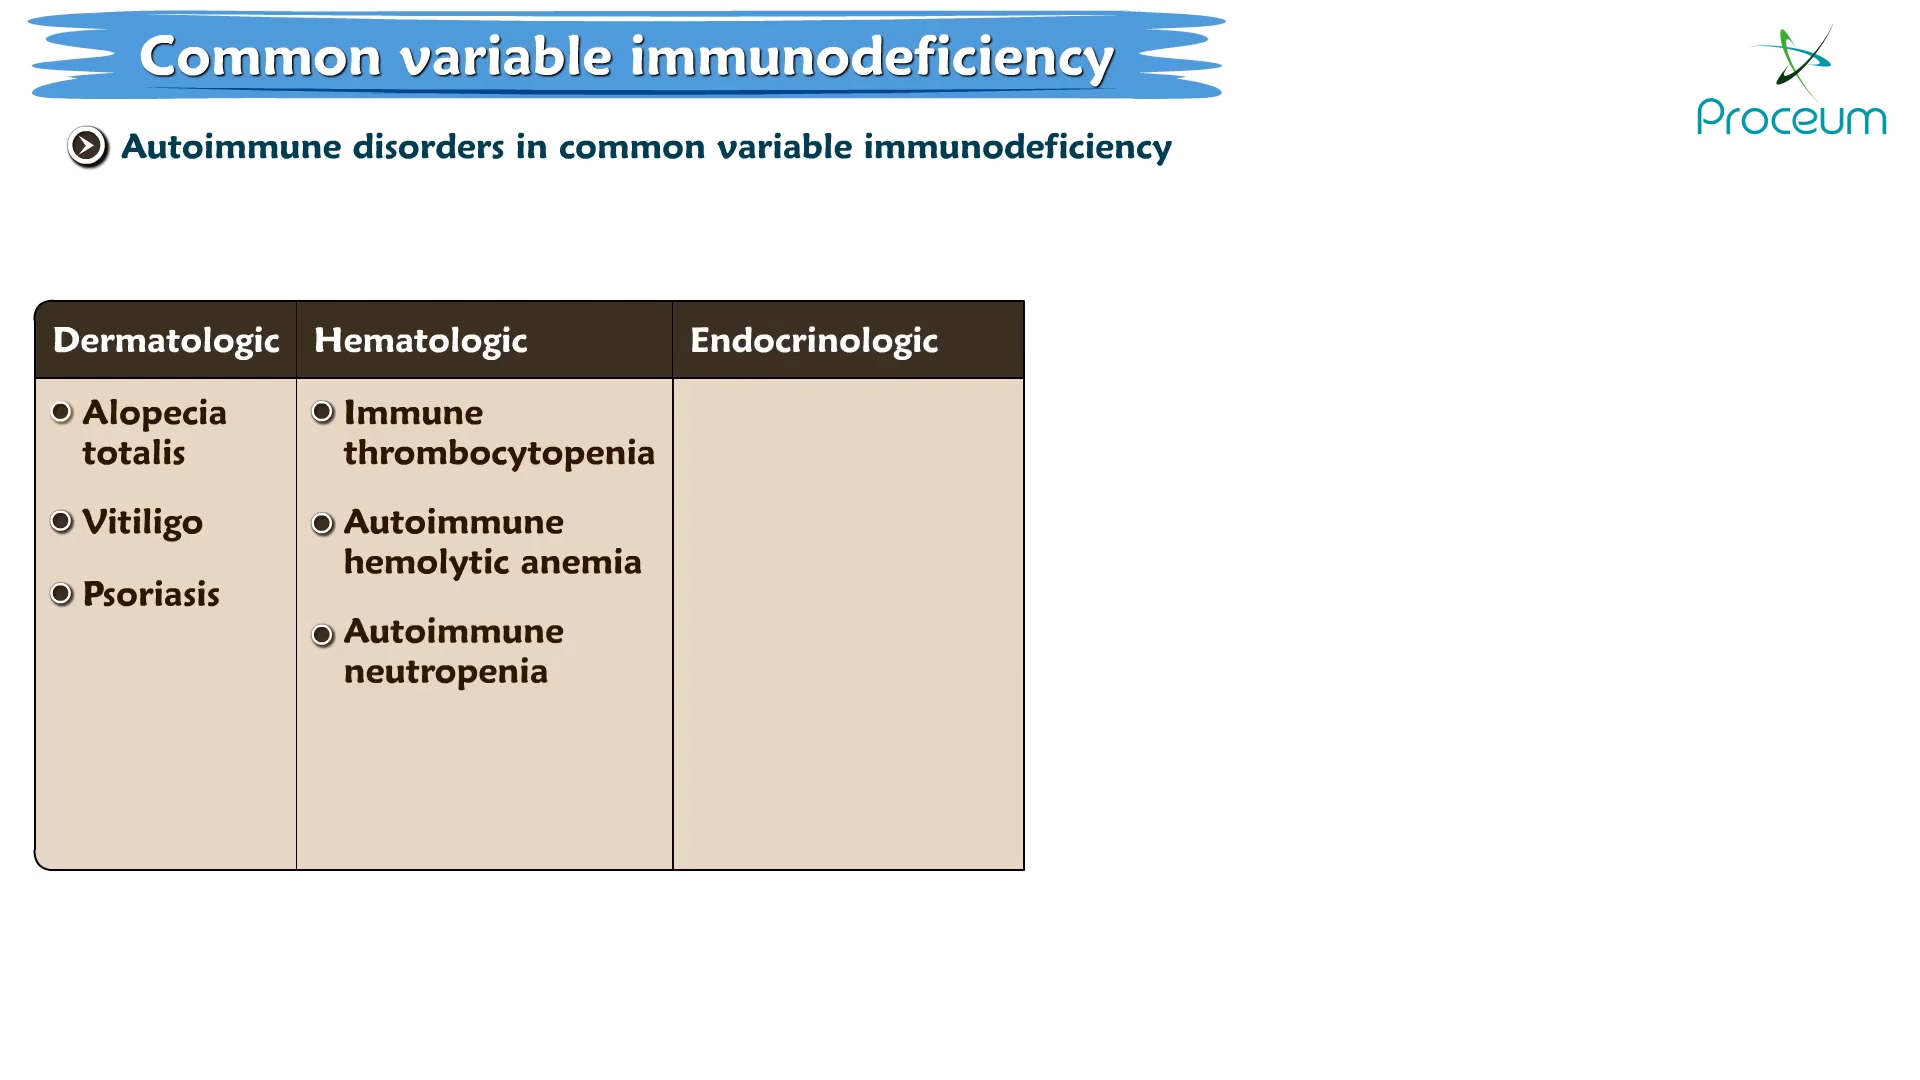 Common variable immunodeficiency
Proceum
Autoimmune disorders in common variable immunodeficiency
Dermatologic
Alopecia
totalis
Vitiligo
Psoriasis
Hematologic
Immune
thrombocytopenia
Autoimmune
hemolytic anemia
Autoimmune
neutropenia
Endocrinologic